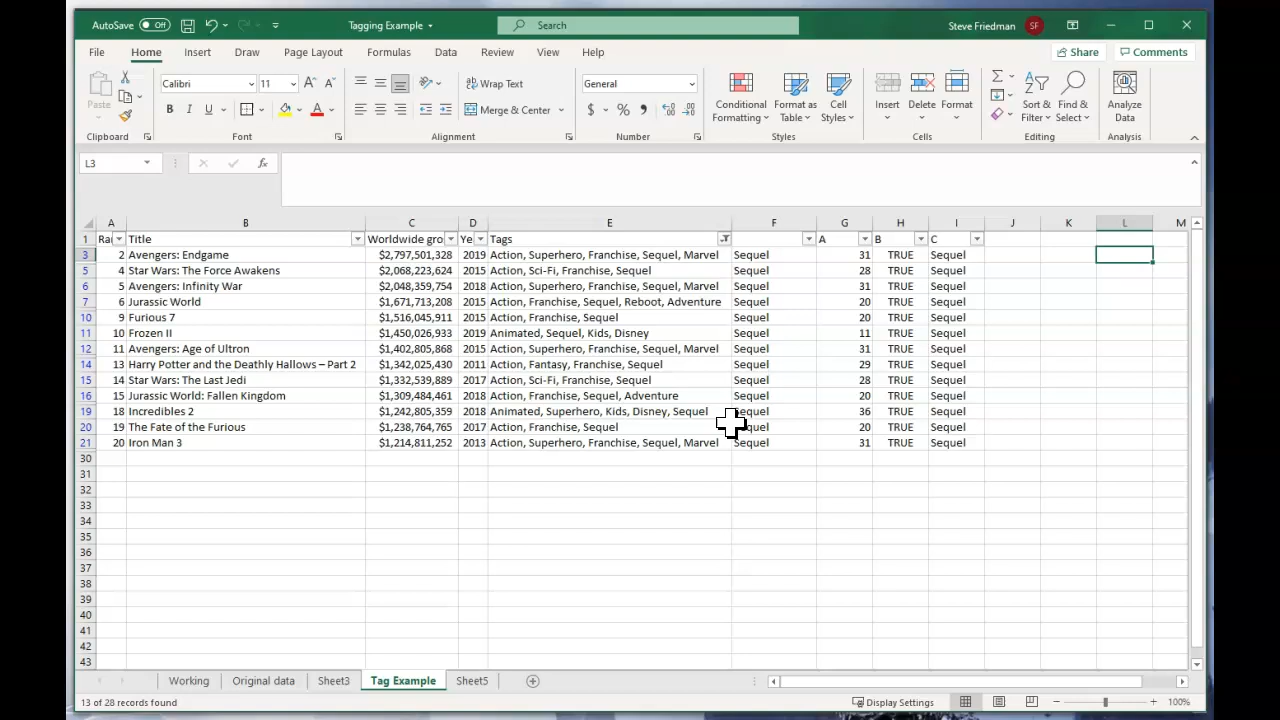 AutoSave Off Tagging Example Search Steve Friedman SF
File Home Insert Draw Page Layout Formulas Data Review View Help Share Comments
Paste Calibri 11 A A Wrap Text General Conditional Formatting Format as Table Cell Styles Insert Delete Format Sort & Filter Find & Select Analyze Data
B I U A Merge & Center $ % 9
Clipboard Font Alignment Number Styles Cells Editing Analysis
L3 fx
A B C D E F G H I J K L M
1 Ra Title Worldwide gro Ye Tags A B C
3 2 Avengers: Endgame $2,797,501,328 2019 Action, Superhero, Franchise, Sequel, Marvel Sequel 31 TRUE Sequel
5 4 Star Wars: The Force Awakens $2,068,223,624 2015 Action, Sci-Fi, Franchise, Sequel Sequel 28 TRUE Sequel
6 5 Avengers: Infinity War $2,048,359,754 2018 Action, Superhero, Franchise, Sequel, Marvel Sequel 31 TRUE Sequel
7 6 Jurassic World $1,671,713,208 2015 Action, Franchise, Sequel, Reboot, Adventure Sequel 20 TRUE Sequel
10 9 Furious 7 $1,516,045,911 2015 Action, Franchise, Sequel Sequel 20 TRUE Sequel
11 10 Frozen II $1,450,026,933 2019 Animated, Sequel, Kids, Disney Sequel 11 TRUE Sequel
12 11 Avengers: Age of Ultron $1,402,805,868 2015 Action, Superhero, Franchise, Sequel, Marvel Sequel 31 TRUE Sequel
14 13 Harry Potter and the Deathly Hallows – Part 2 $1,342,025,430 2011 Action, Fantasy, Franchise, Sequel Sequel 29 TRUE Sequel
15 14 Star Wars: The Last Jedi $1,332,539,889 2017 Action, Sci-Fi, Franchise, Sequel Sequel 28 TRUE Sequel
16 15 Jurassic World: Fallen Kingdom $1,309,484,461 2018 Action, Franchise, Sequel, Adventure Sequel 20 TRUE Sequel
19 18 Incredibles 2 $1,242,805,359 2018 Animated, Superhero, Kids, Disney, Sequel Sequel 36 TRUE Sequel
20 19 The Fate of the Furious $1,238,764,765 2017 Action, Franchise, Sequel Sequel 20 TRUE Sequel
21 20 Iron Man 3 $1,214,811,252 2013 Action, Superhero, Franchise, Sequel, Marvel Sequel 31 TRUE Sequel
30
31
32
33
34
35
36
37
38
39
40
41
42
43
Working Original data Sheet3 Tag Example Sheet5
13 of 28 records found Display Settings 100%